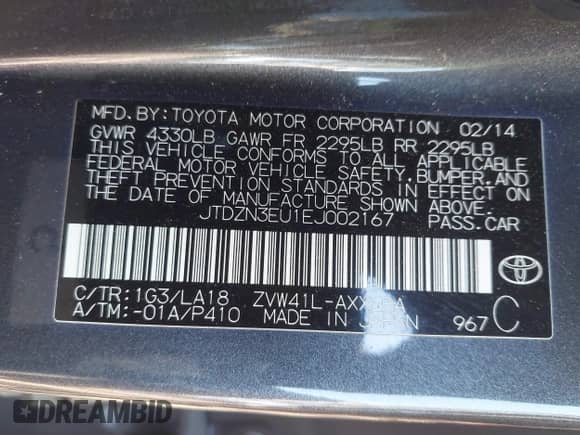 MFD. BY: TOYOTA MOTOR CORPORATION 02/14
GVWR 4330LB GAWR FR 2295LB RR 2295LB
THIS VEHICLE CONFORMS TO ALL APPLICABLE
FEDERAL MOTOR VEHICLE SAFETY, BUMPER, AND
THEFT PREVENTION STANDARDS IN EFFECT ON
THE DATE OF MANUFACTURE SHOWN ABOVE.
JTDZN3EU1EJ002167 PASS. CAR
C/TR: 1G3/LA18
A/TM: -01A/P410 MADE IN JAPAN 967 C
DREAMBID